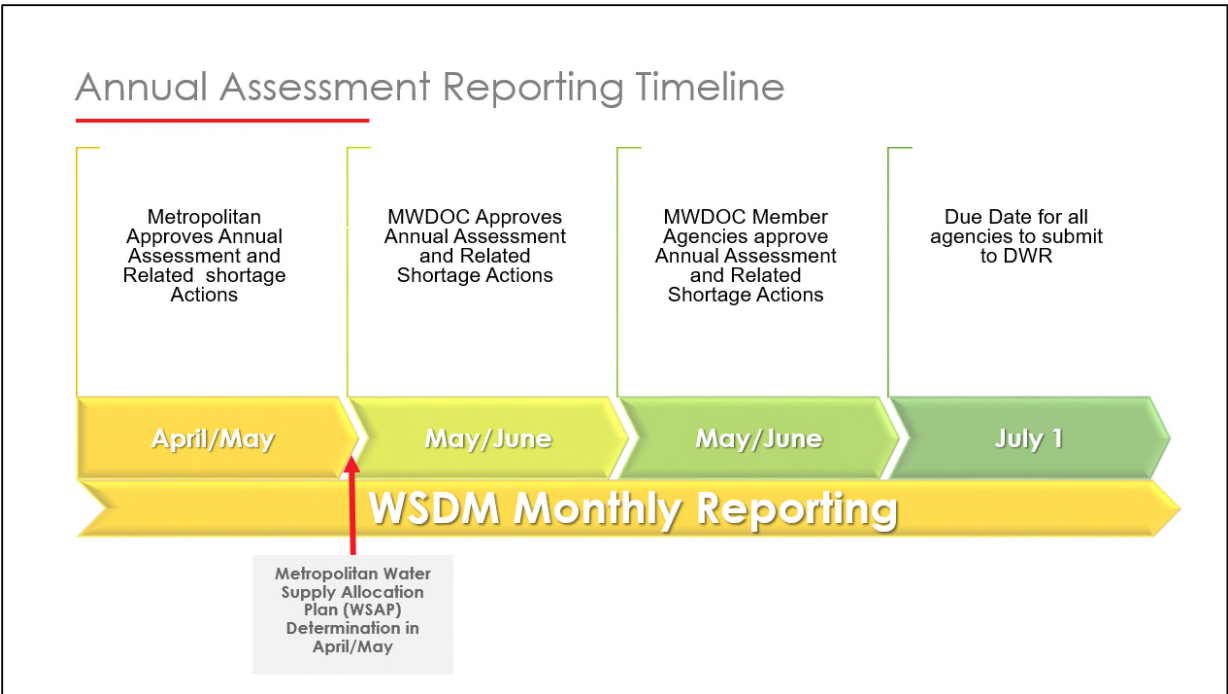 Annual Assessment Reporting Timeline
Metropolitan
Approves Annual
Assessment and
Related shortage
Actions
MWDOC Approves
Annual Assessment
and Related
Shortage Actions
MWDOC Member
Agencies approve
Annual Assessment
and Related
Shortage Actions
Due Date for all
agencies to submit
to DWR
April/May
May/June
May/June
July 1
WSDM Monthly Reporting
Metropolitan Water
Supply Allocation
Plan (WSAP)
Determination in
April/May